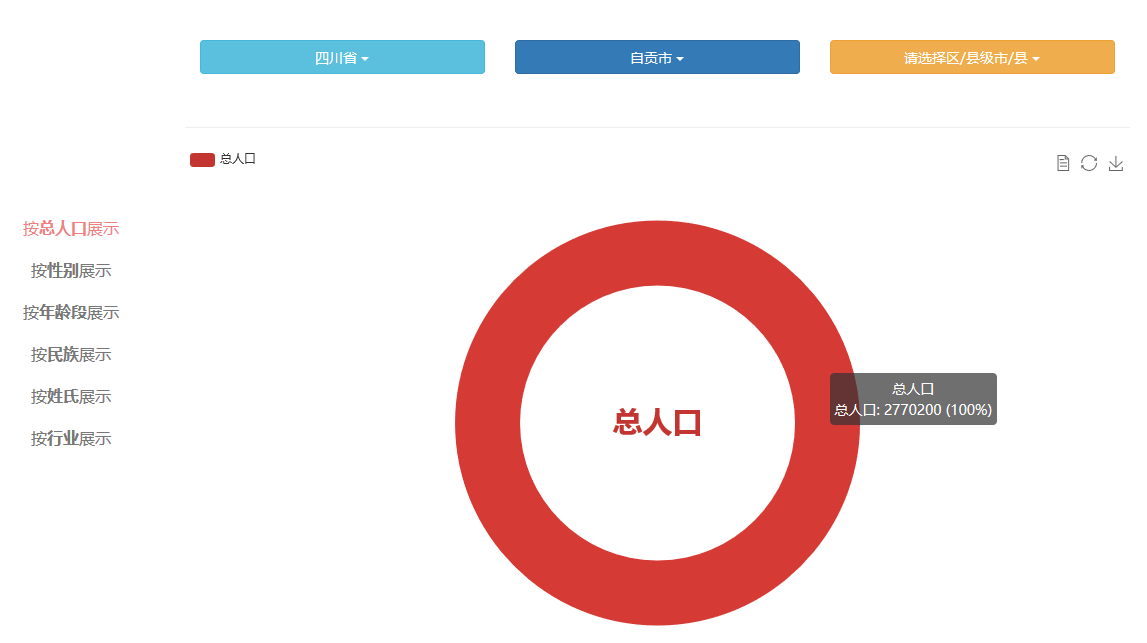 四川省
自贡市
请选择区/县级市/县
总人口
按总人口展示
按性别展示
按年龄段展示
按民族展示
按姓氏展示
按行业展示
总人口
总人口
总人口: 2770200 (100%)